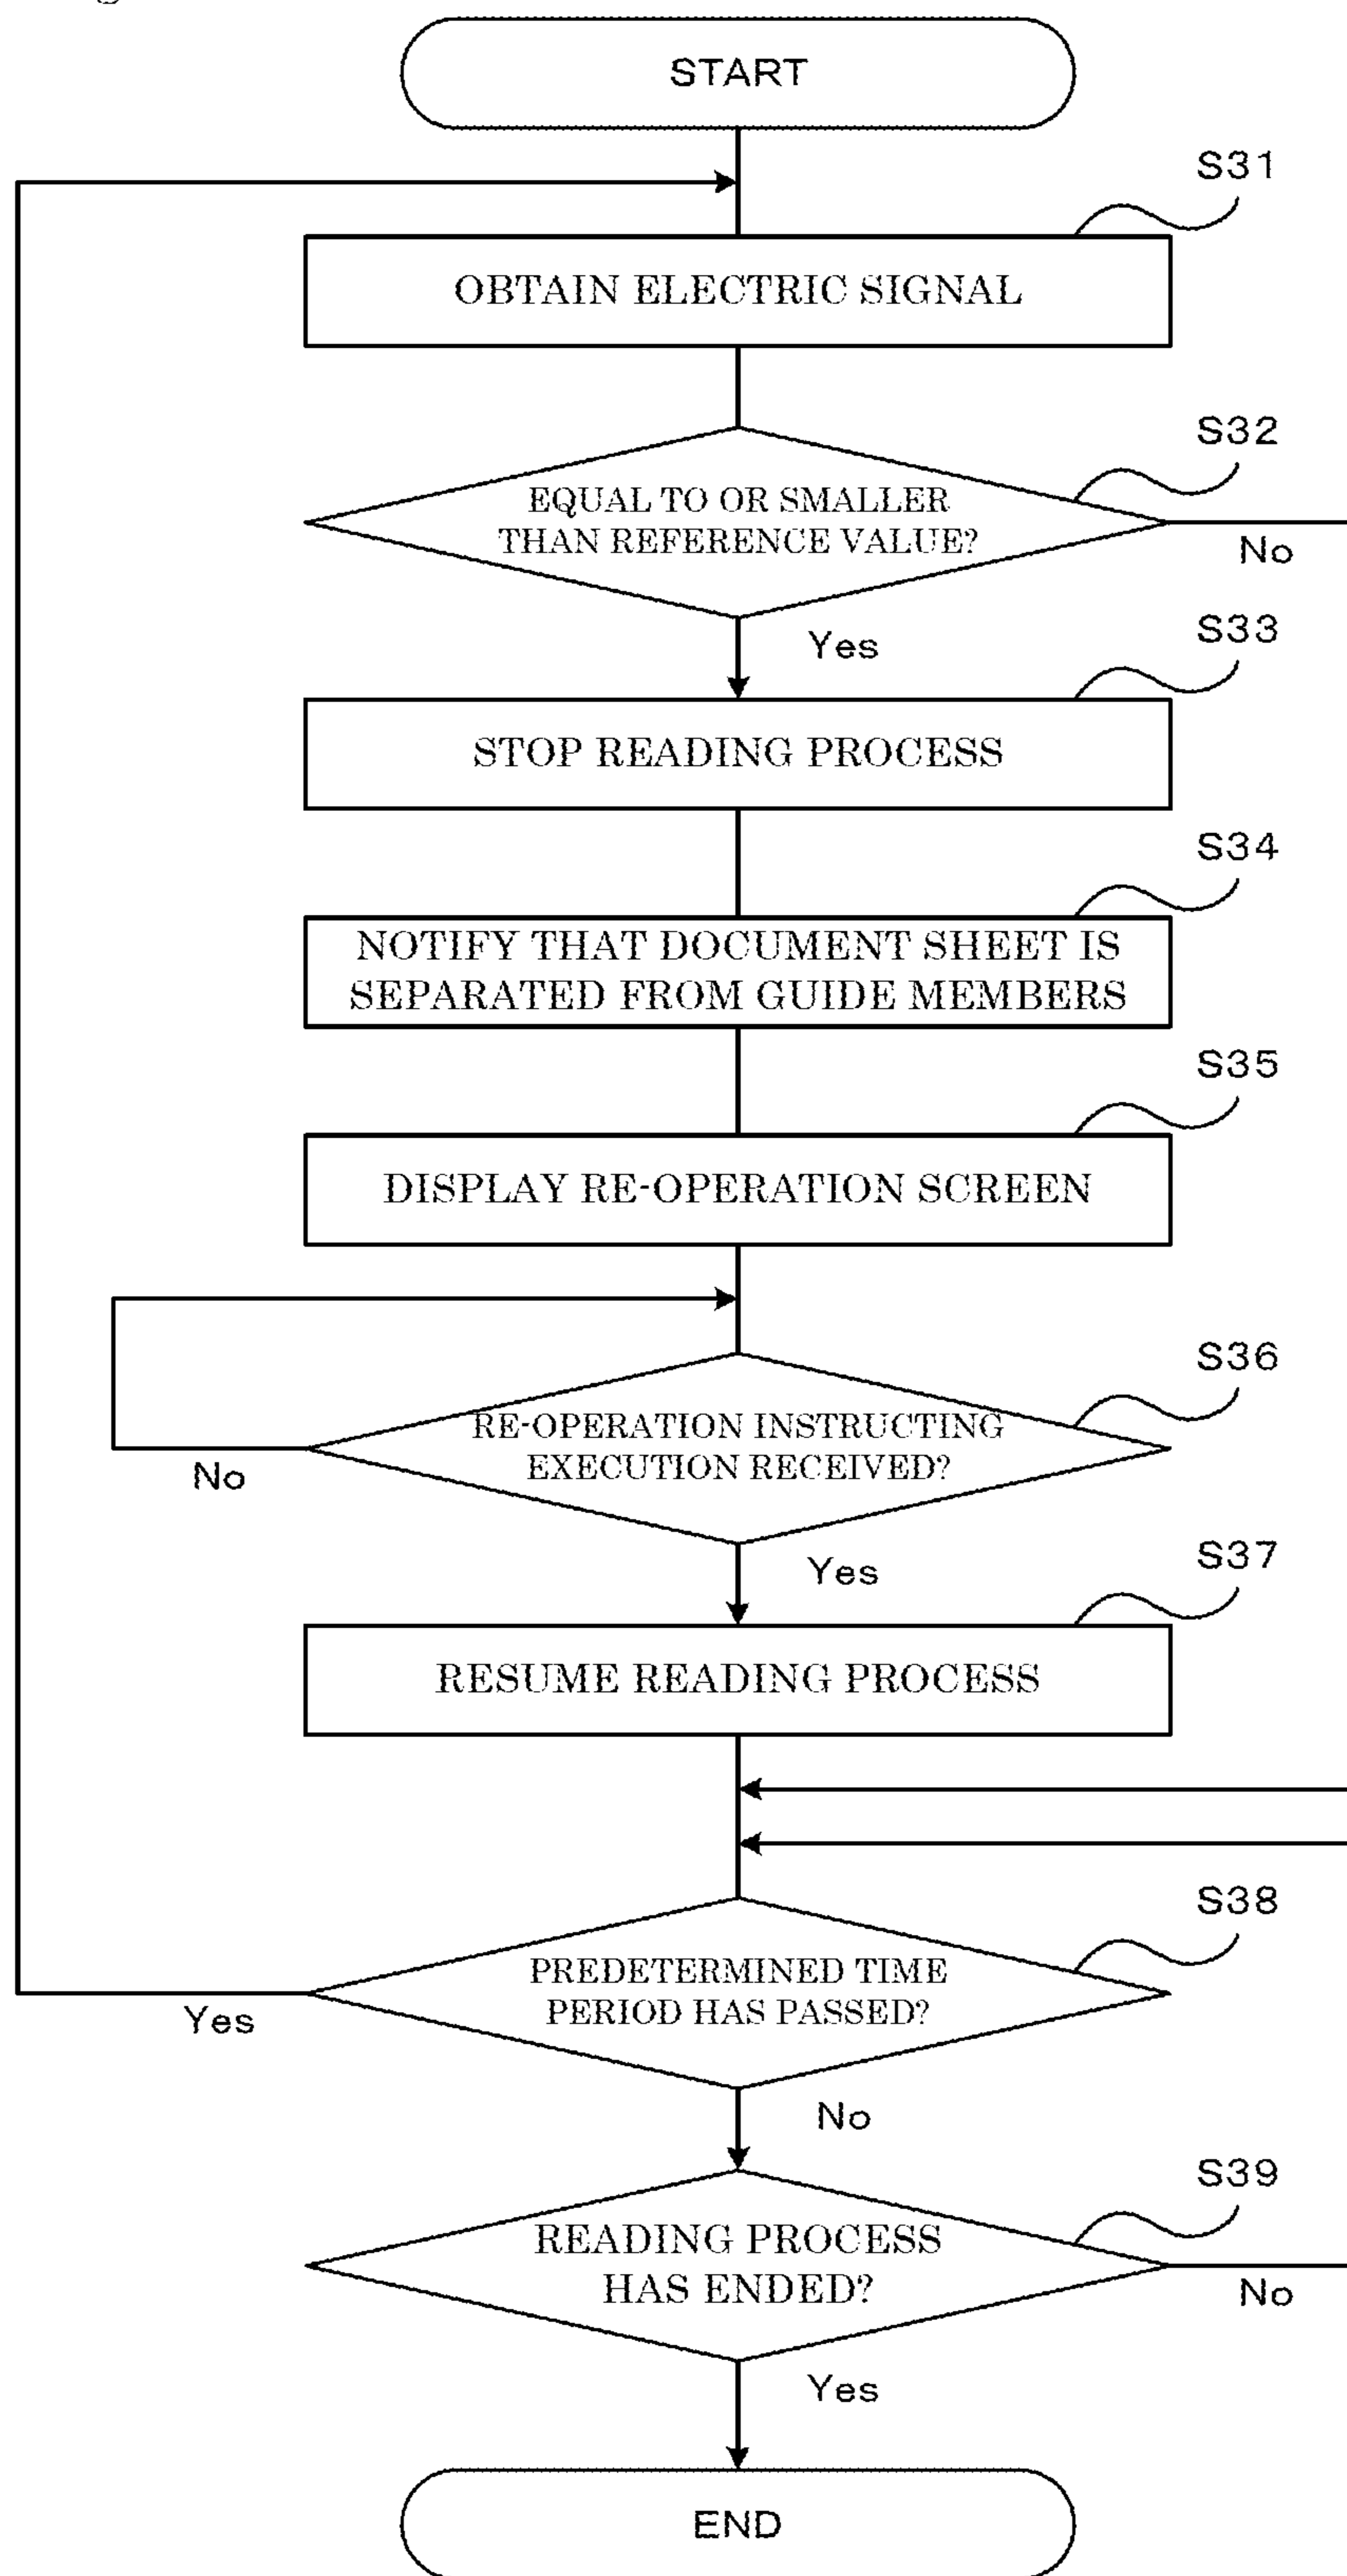 START
S31
OBTAIN ELECTRIC SIGNAL
S32
EQUAL TO OR SMALLER
THAN REFERENCE VALUE?
No
Yes
S33
STOP READING PROCESS
S34
NOTIFY THAT DOCUMENT SHEET IS
SEPARATED FROM GUIDE MEMBERS
S35
DISPLAY RE-OPERATION SCREEN
S36
RE-OPERATION INSTRUCTING
EXECUTION RECEIVED?
No
Yes
S37
RESUME READING PROCESS
S38
PREDETERMINED TIME
PERIOD HAS PASSED?
Yes
No
S39
READING PROCESS
HAS ENDED?
No
Yes
END